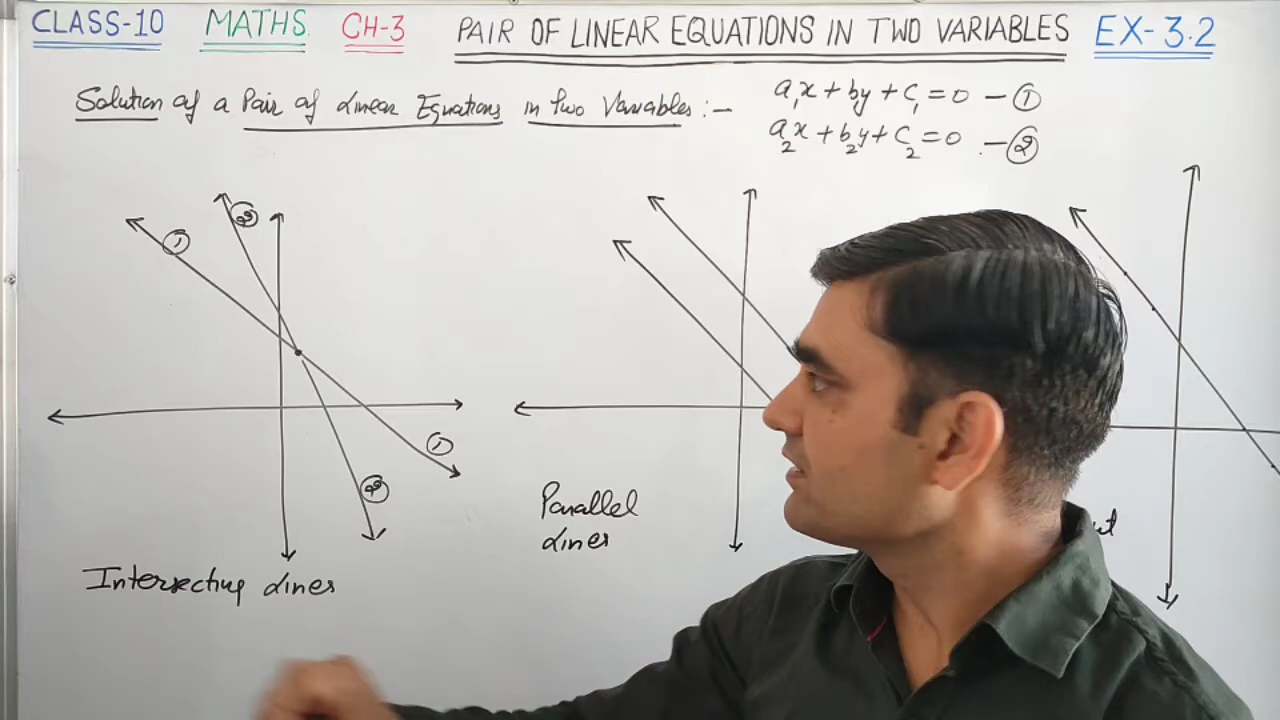 CLASS-10 MATHS CH-3 PAIR OF LINEAR EQUATIONS IN TWO VARIABLES EX-3.2
Solution of a Pair of Linear Equations in two Variables :-
a₁x + by + c₁ = 0 - ①
a₂x + b₂y + c₂ = 0 - ②
②
①
①
②
Parallel
Lines
Intersecting Lines